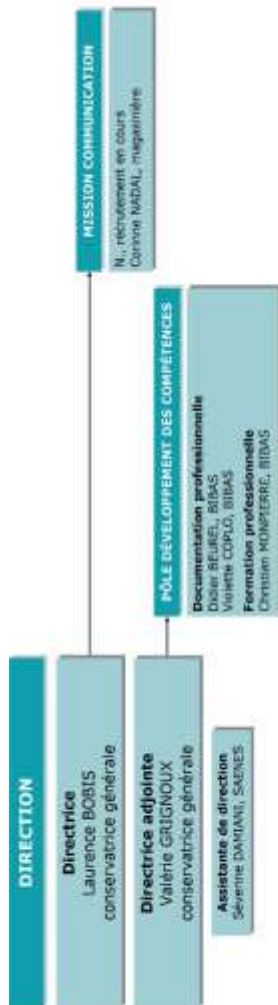 DIRECTION
Directrice
Laurence BOBIS
conservatrice générale
Directrice adjointe
Valérie GRIGNOUX
conservatrice générale
Assistante de direction
Séverine DAMIANI, SAENES
MISSION COMMUNICATION
N., recrutement en cours
Corinne NADAL, magasinière
PÔLE DÉVELOPPEMENT DES COMPÉTENCES
Documentation professionnelle
Didier BEUREL, BIBAS
Violette COPLO, BIBAS
Formation professionnelle
Christian MONPIERRE, BIBAS